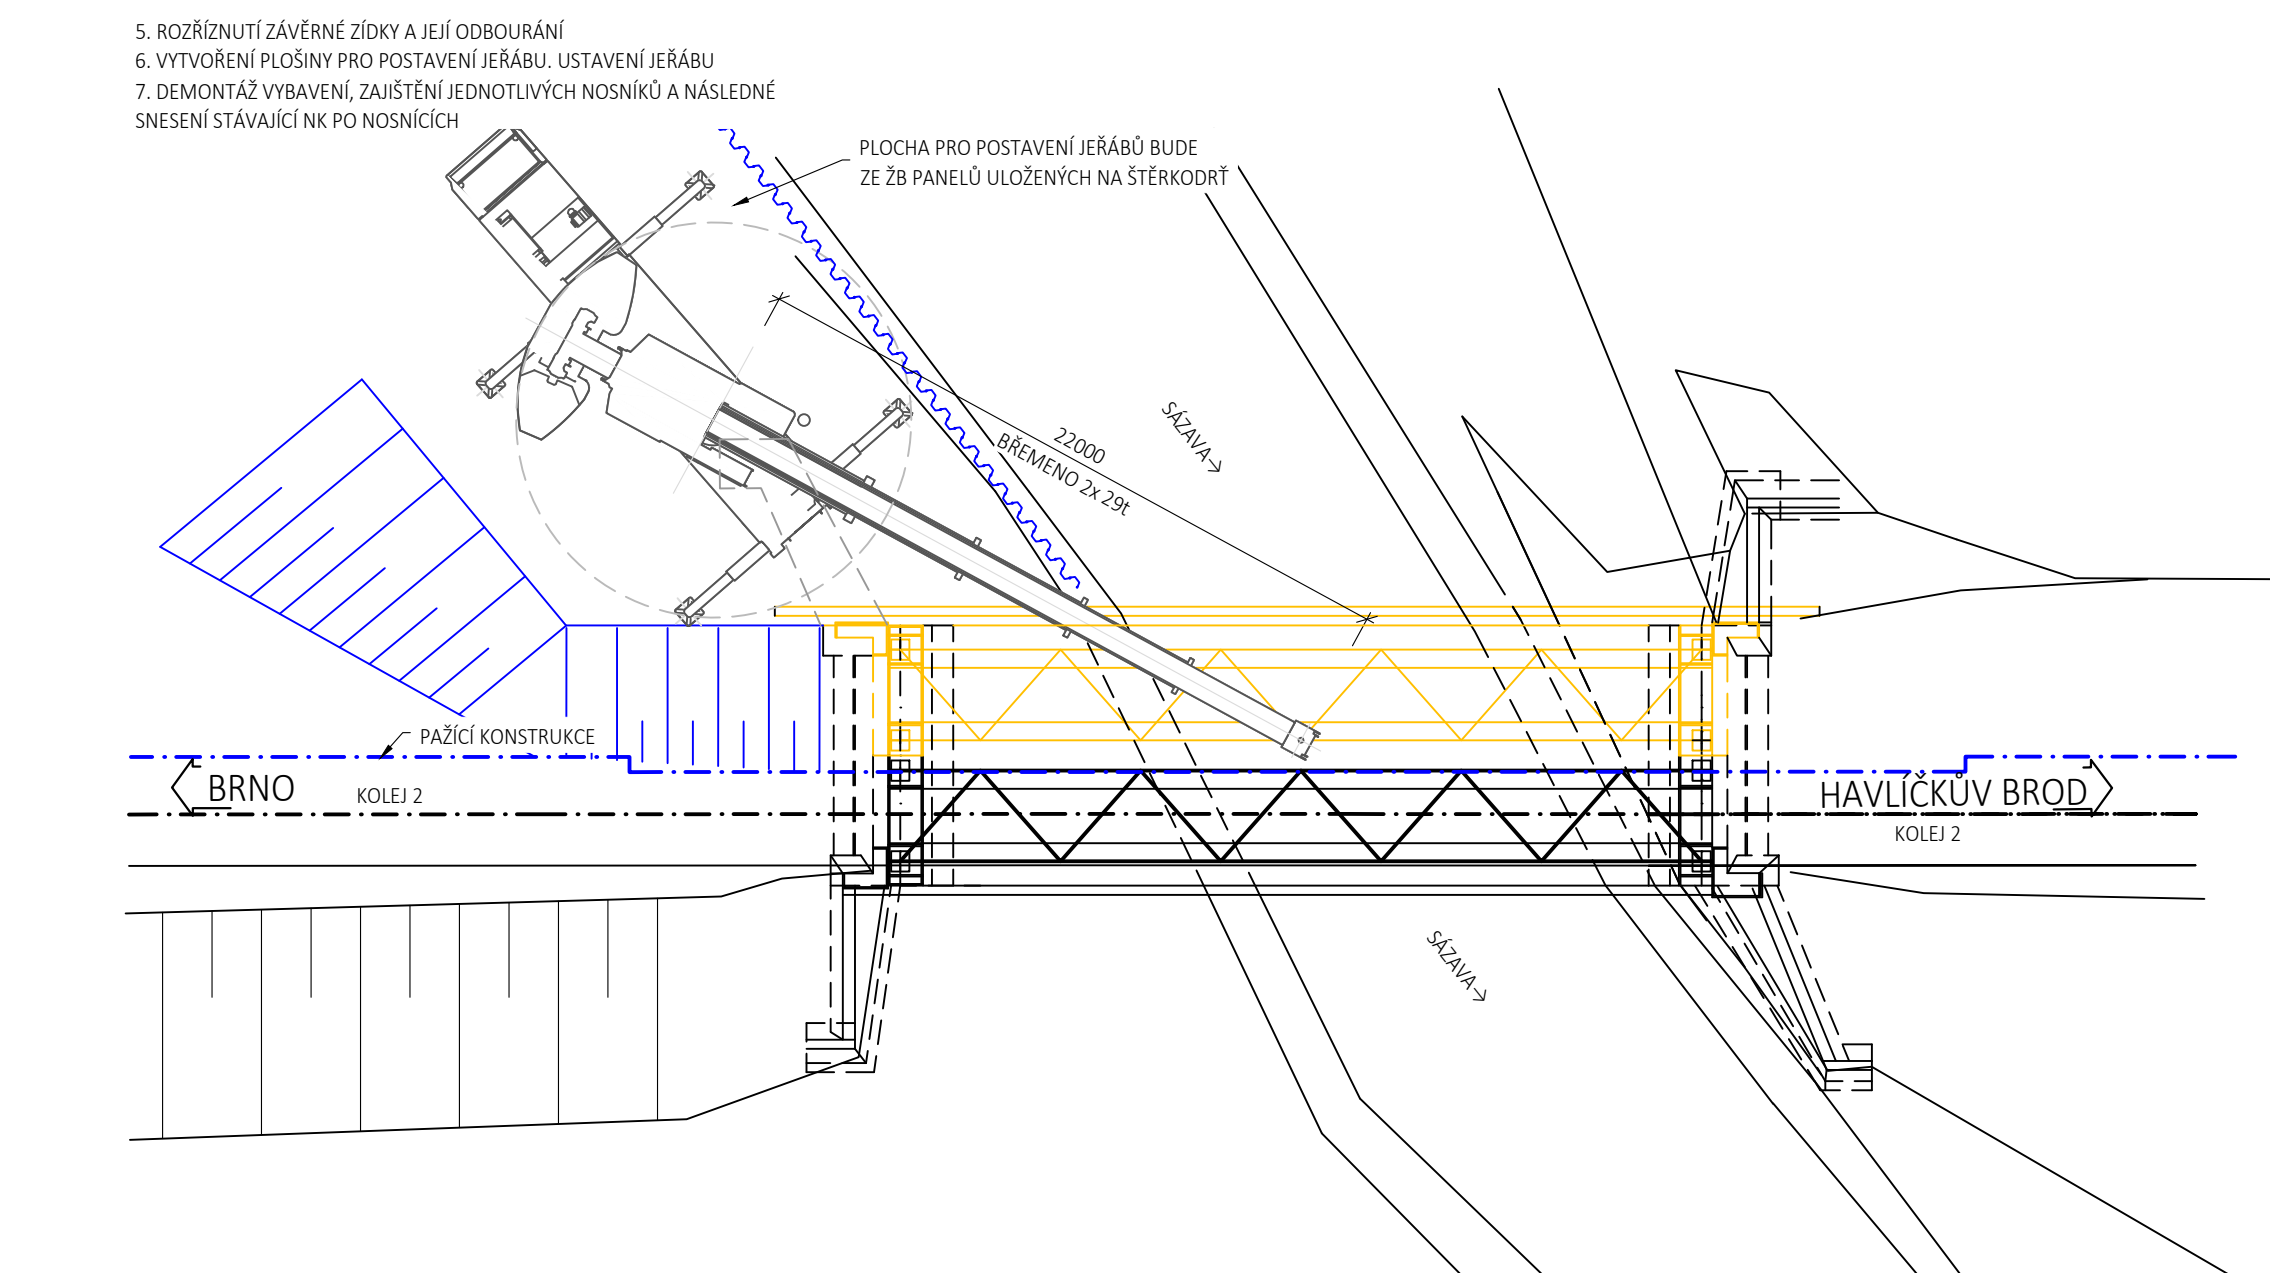 5. ROZŘÍZNUTÍ ZÁVĚRNÉ ZÍDKY A JEJÍ ODBOURÁNÍ
6. VYTVOŘENÍ PLOŠINY PRO POSTAVENÍ JEŘÁBU. USTAVENÍ JEŘÁBU
7. DEMONTÁŽ VYBAVENÍ, ZAJIŠTĚNÍ JEDNOTLIVÝCH NOSNÍKŮ A NÁSLEDNÉ
SNESENÍ STÁVAJÍCÍ NK PO NOSNÍCÍCH
PLOCHA PRO POSTAVENÍ JEŘÁBŮ BUDE
ZE ŽB PANELŮ ULOŽENÝCH NA ŠTĚRKODRŤ
SÁZAVA→
22000
BŘEMENO 2x 29t
PAŽÍCÍ KONSTRUKCE
BRNO
KOLEJ 2
HAVLÍČKŮV BROD
KOLEJ 2
SÁZAVA→